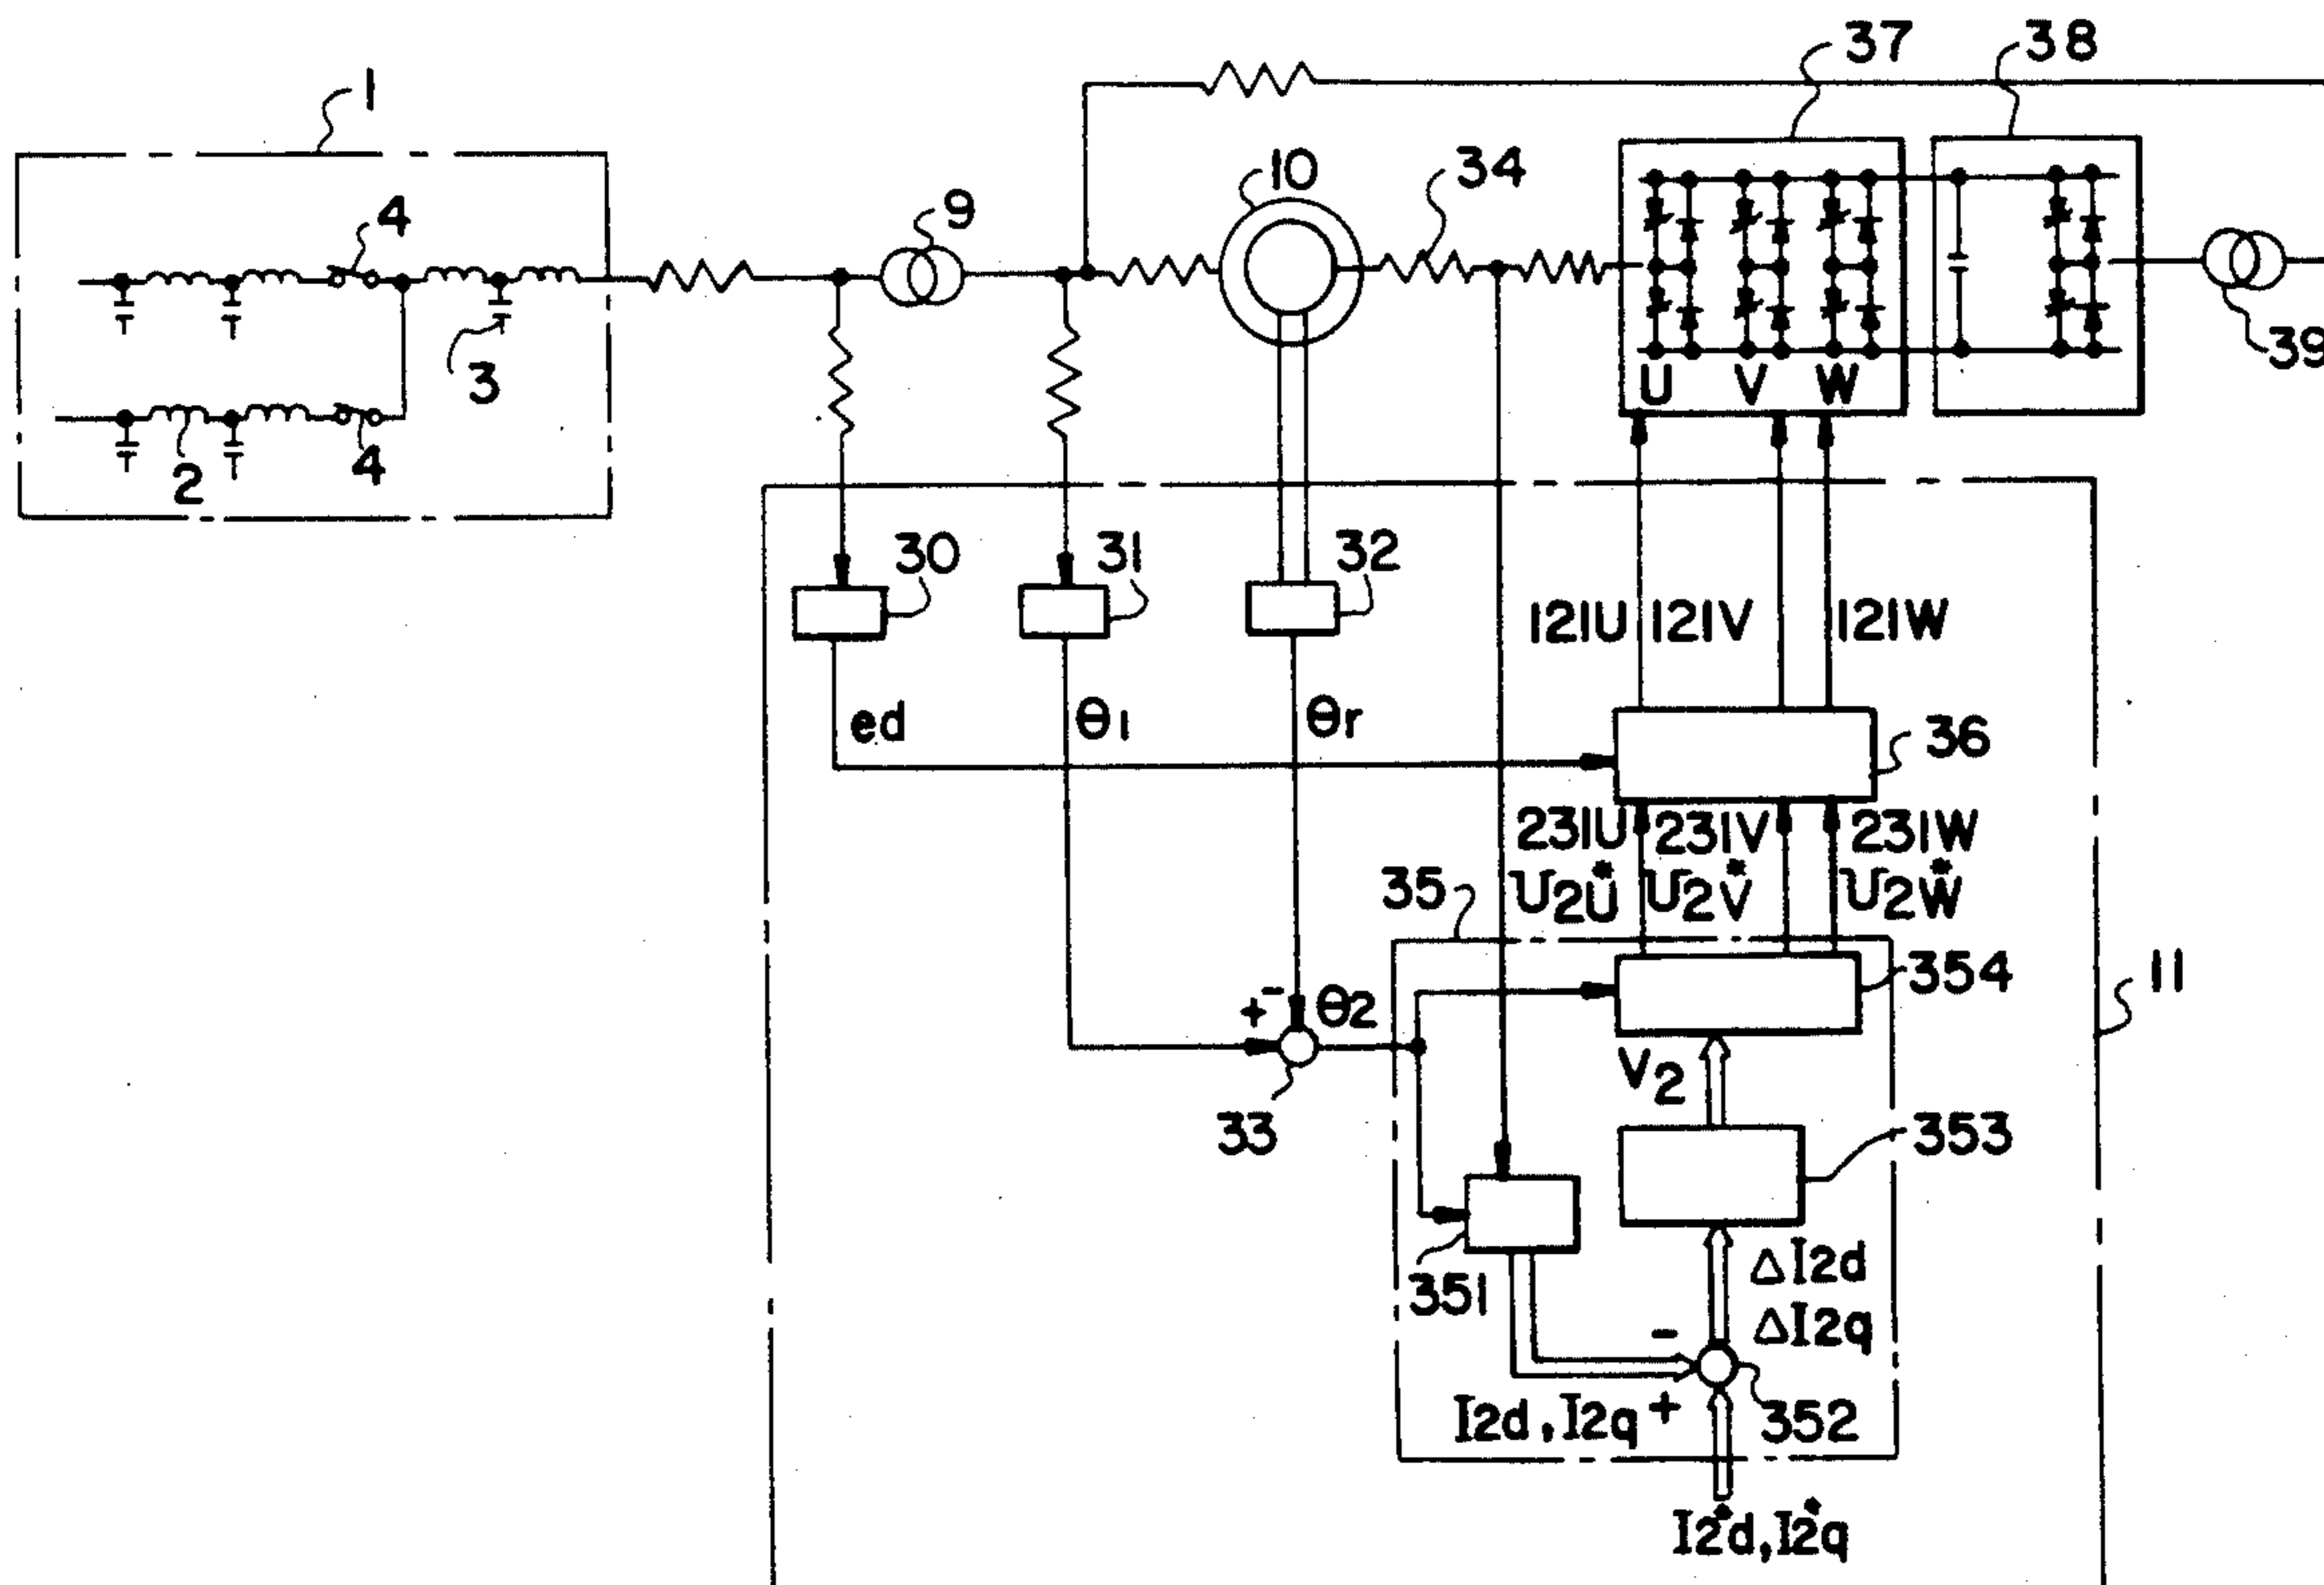 37
38
1
34
10
9
4
39
3
U V W
2
4
30
31
32
121U 121V 121W
ed
θ1
θr
36
231U 231V 231W
35
U2U* U2V* U2W*
354
11
+
-
θ2
V2
33
353
351
ΔI2d
ΔI2q
-
I2d, I2q
+
352
I2*d, I2*q